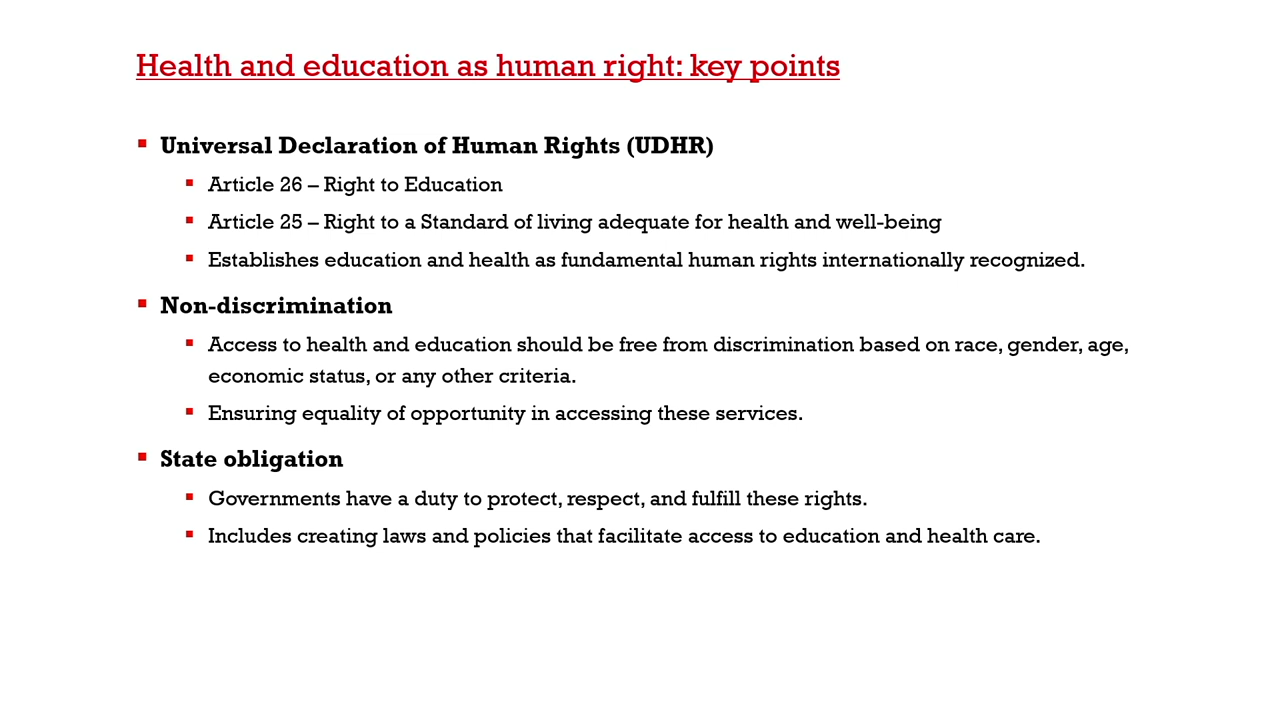 Health and education as human right: key points
Universal Declaration of Human Rights (UDHR)
Article 26 – Right to Education
Article 25 – Right to a Standard of living adequate for health and well-being
Establishes education and health as fundamental human rights internationally recognized.
Non-discrimination
Access to health and education should be free from discrimination based on race, gender, age,
economic status, or any other criteria.
Ensuring equality of opportunity in accessing these services.
State obligation
Governments have a duty to protect, respect, and fulfill these rights.
Includes creating laws and policies that facilitate access to education and health care.